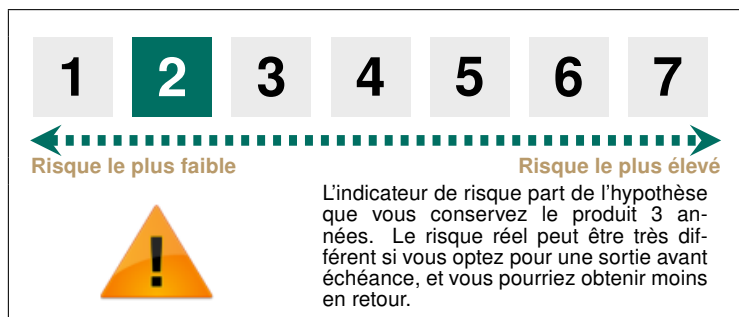 1 2 3 4 5 6 7
Risque le plus faible Risque le plus élevé
L'indicateur de risque part de l'hypothèse
que vous conservez le produit 3 an-
nées. Le risque réel peut être très dif-
férent si vous optez pour une sortie avant
échéance, et vous pourriez obtenir moins
en retour.